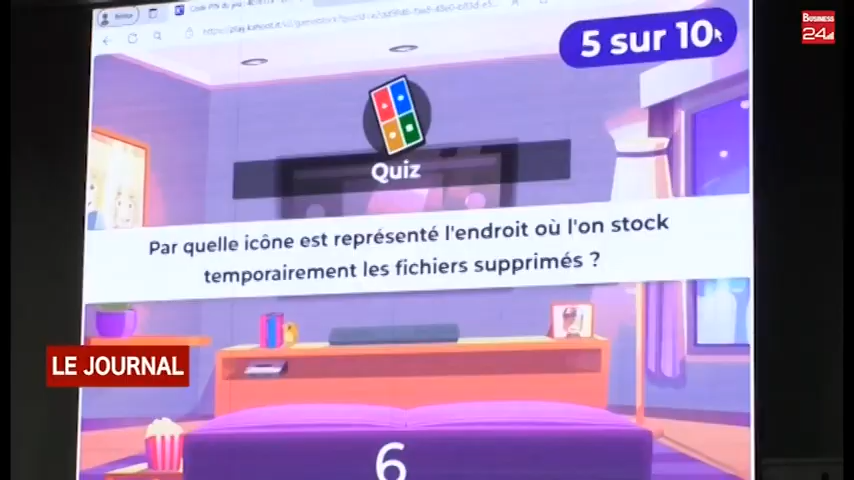 BUSINESS
24
5 sur 10
Quiz
Par quelle icône est représenté l'endroit où l'on stock
temporairement les fichiers supprimés ?
LE JOURNAL
6